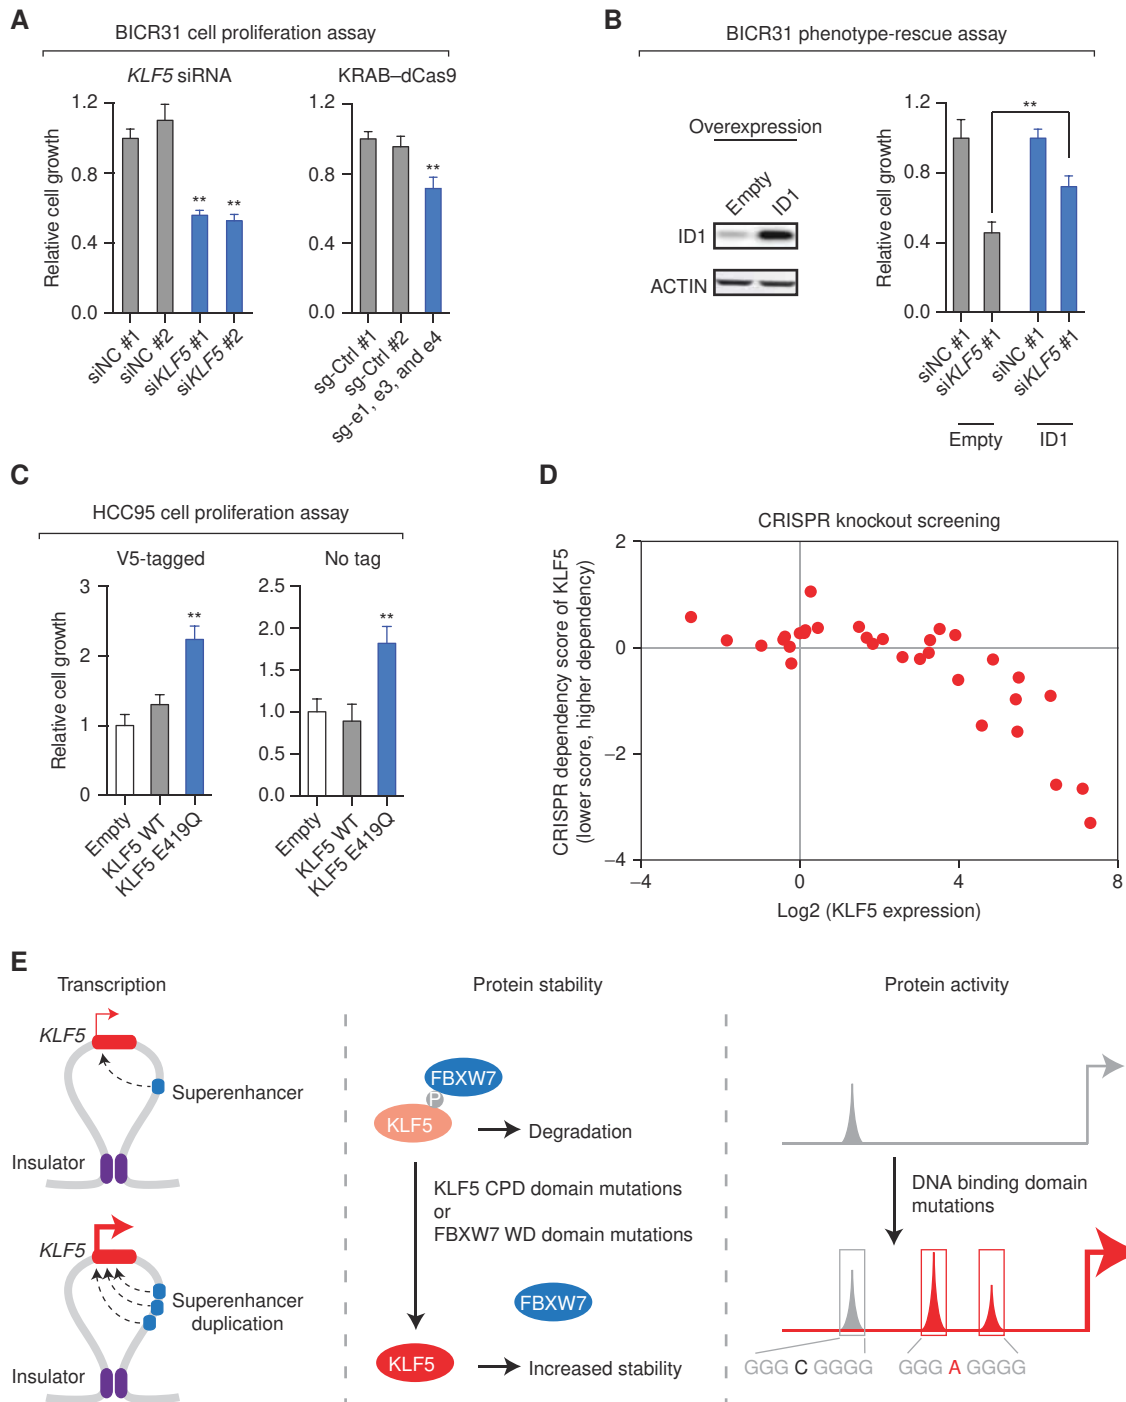 A
BICR31 cell proliferation assay
KLF5 siRNA
KRAB–dCas9
Relative cell growth
1.2
0.8
0.4
0.0
**
**
siNC #1
siNC #2
siKLF5 #1
siKLF5 #2
1.2
0.8
0.4
0.0
**
sg-Ctrl #1
sg-Ctrl #2
sg-e1, e3, and e4
B
BICR31 phenotype-rescue assay
Overexpression
Empty
ID1
ID1
ACTIN
Relative cell growth
1.2
0.8
0.4
0.0
**
siNC #1
siKLF5 #1
siNC #1
siKLF5 #1
Empty
ID1
C
HCC95 cell proliferation assay
V5-tagged
No tag
Relative cell growth
3
2
1
0
**
Empty
KLF5 WT
KLF5 E419Q
2.5
2.0
1.5
1.0
0.5
0.0
**
Empty
KLF5 WT
KLF5 E419Q
D
CRISPR knockout screening
CRISPR dependency score of KLF5
(lower score, higher dependency)
2
0
–2
–4
–4
0
4
8
Log2 (KLF5 expression)
E
Transcription
Protein stability
Protein activity
KLF5
Superenhancer
Insulator
KLF5
Superenhancer
duplication
Insulator
FBXW7
P
KLF5
Degradation
KLF5 CPD domain mutations
or
FBXW7 WD domain mutations
FBXW7
KLF5
Increased stability
DNA binding domain
mutations
GGG C GGGG
GGG A GGGG